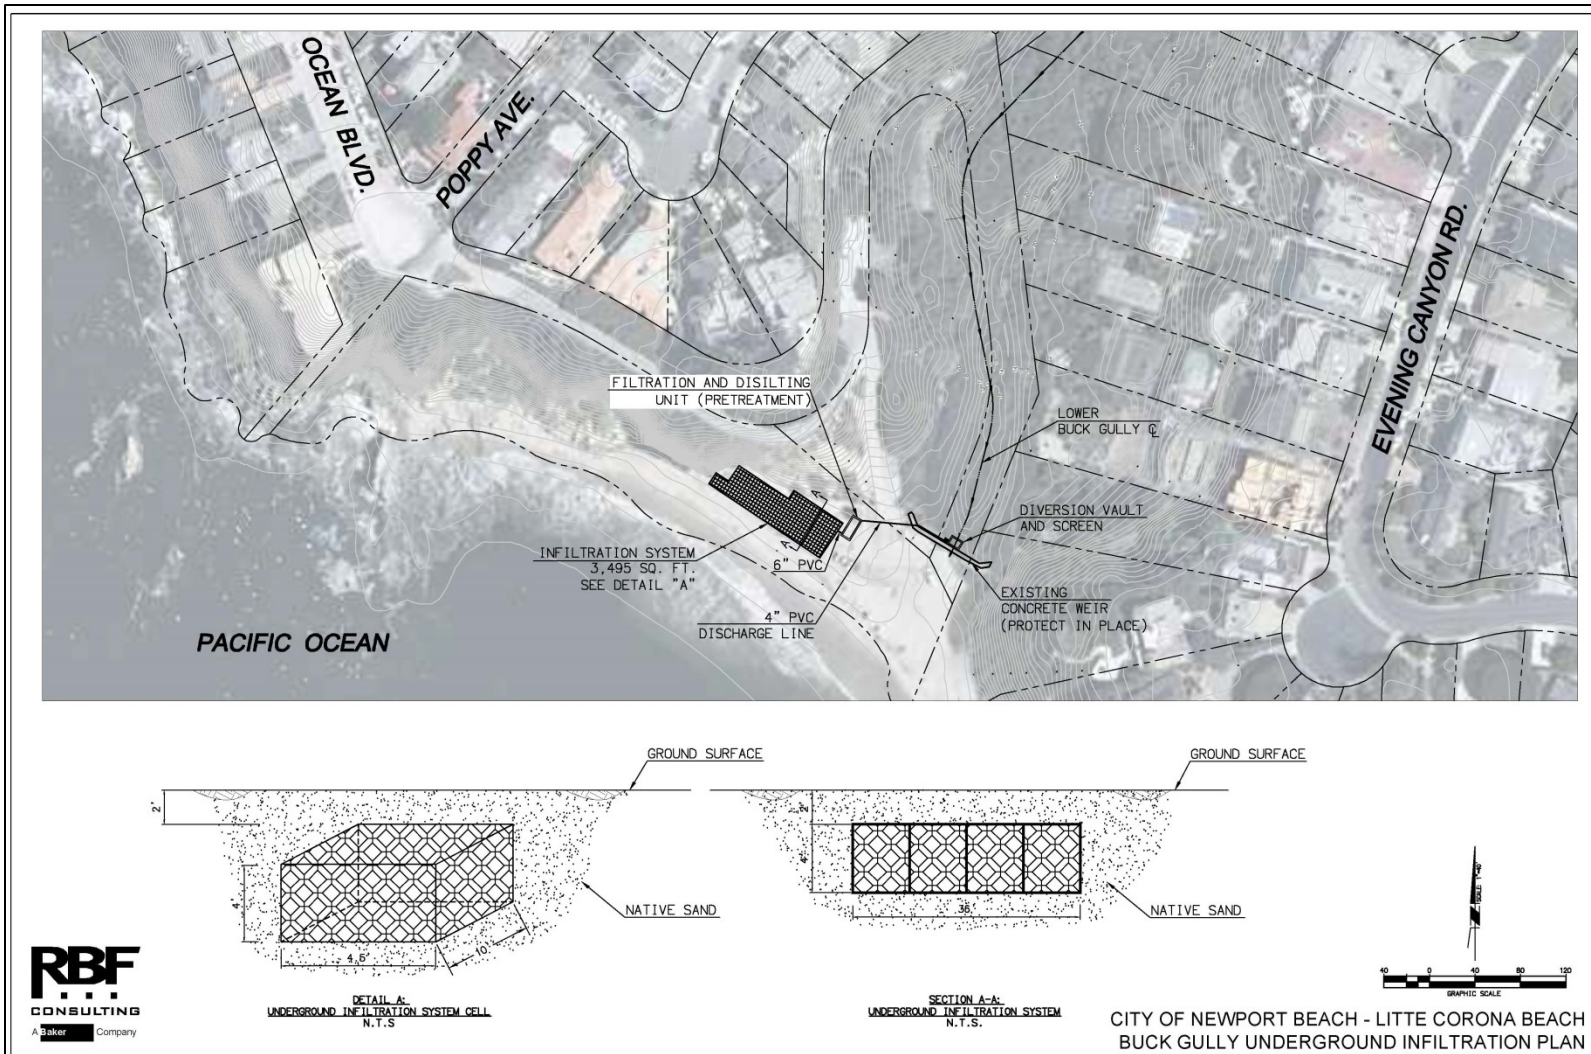 OCEAN BLVD.
POPPY AVE.
EVENING CANYON RD.
FILTRATION AND DISILTING
UNIT (PRETREATMENT)
LOWER
BUCK GULLY ℄
DIVERSION VAULT
AND SCREEN
INFILTRATION SYSTEM
3,495 SQ. FT.
SEE DETAIL "A"
A
A
6" PVC
4" PVC
DISCHARGE LINE
EXISTING
CONCRETE WEIR
(PROTECT IN PLACE)
PACIFIC OCEAN
GROUND SURFACE
2'
4'
4.5'
10'
NATIVE SAND
DETAIL A:
UNDERGROUND INFILTRATION SYSTEM CELL
N.T.S
GROUND SURFACE
2'
4'
36'
NATIVE SAND
SECTION A-A:
UNDERGROUND INFILTRATION SYSTEM
N.T.S.
SCALE 1"=40'
40 0 40 80 120
GRAPHIC SCALE
RBF
CONSULTING
A Baker Company
CITY OF NEWPORT BEACH - LITTE CORONA BEACH
BUCK GULLY UNDERGROUND INFILTRATION PLAN